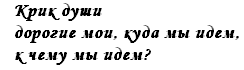 Крик души
дорогие мои, куда мы идем,
к чему мы идем?